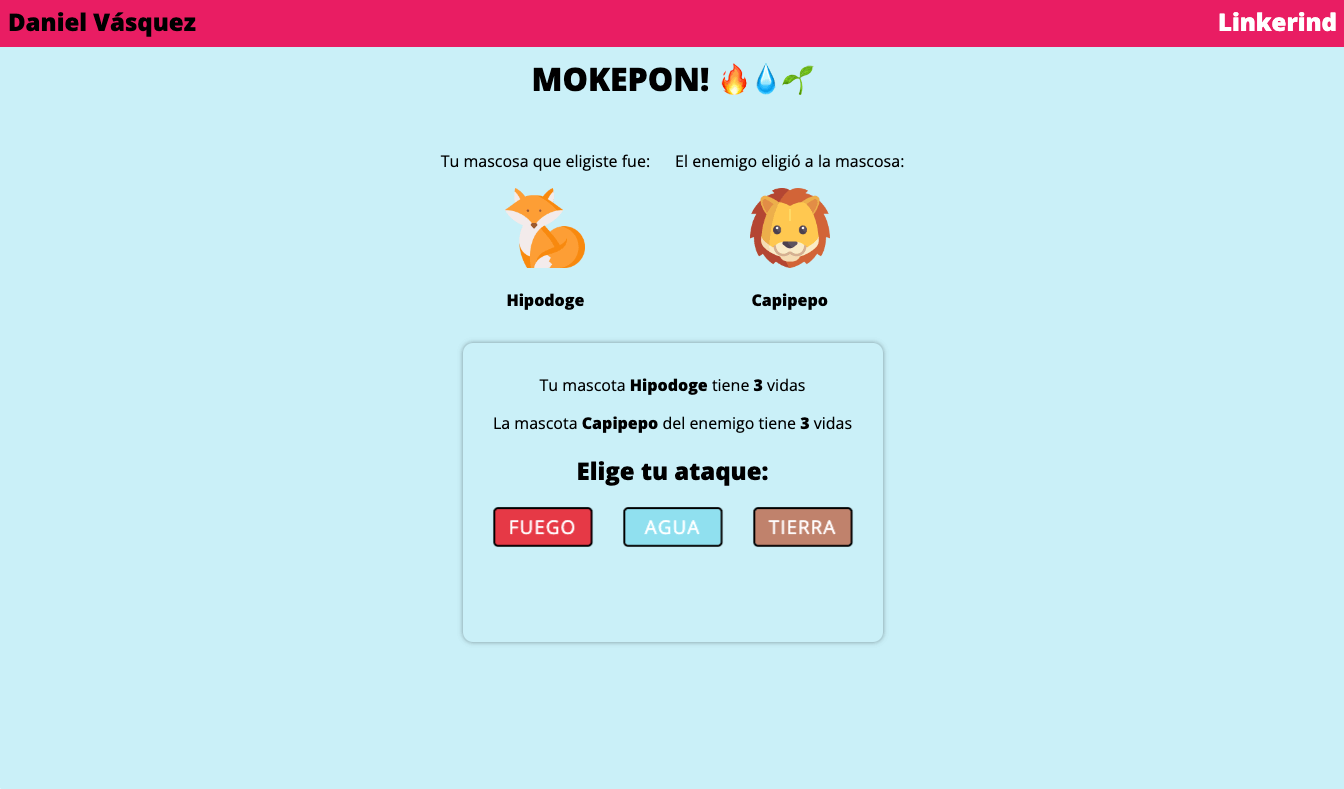 Daniel Vásquez
Linkerind
MOKEPON! 🔥💧🌱
Tu mascosa que eligiste fue:
El enemigo eligió a la mascosa:
Hipodoge
Capipepo
Tu mascota Hipodoge tiene 3 vidas
La mascota Capipepo del enemigo tiene 3 vidas
Elige tu ataque:
FUEGO
AGUA
TIERRA